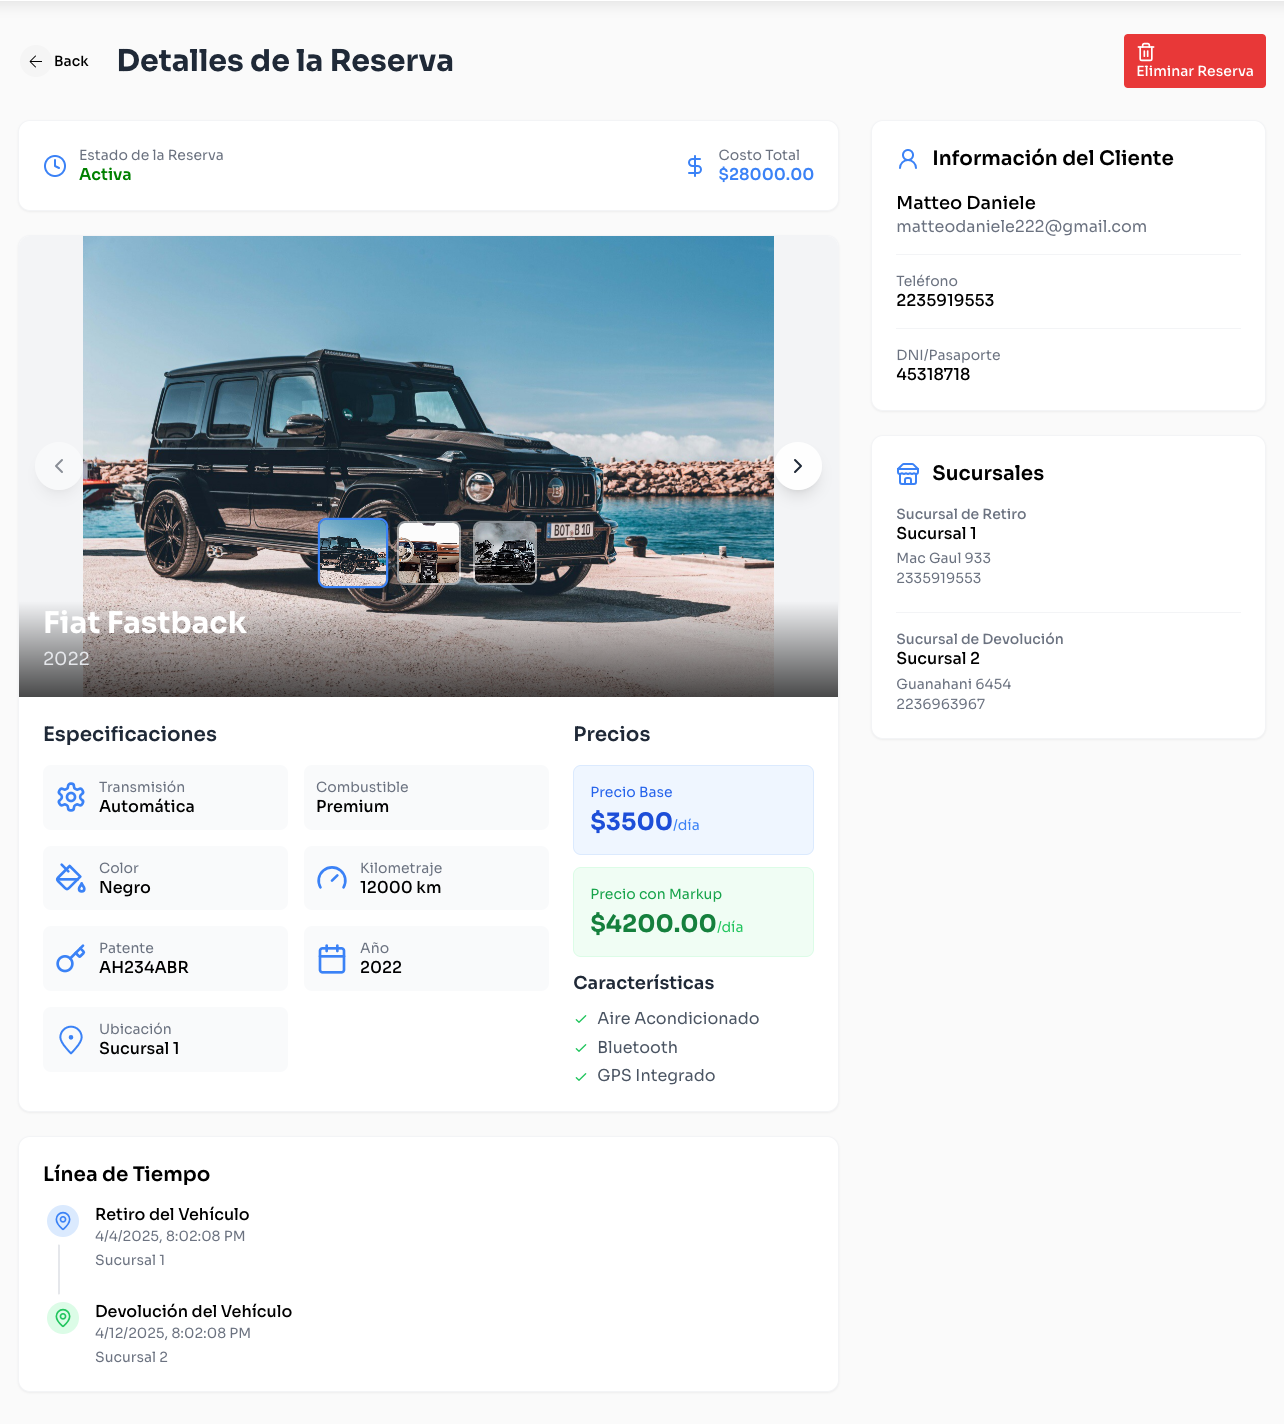 Back
Detalles de la Reserva
Eliminar Reserva
Estado de la Reserva
Activa
Costo Total
$28000.00
BOT·B 10
Fiat Fastback
2022
Especificaciones
Transmisión
Automática
Combustible
Premium
Color
Negro
Kilometraje
12000 km
Patente
AH234ABR
Año
2022
Ubicación
Sucursal 1
Precios
Precio Base
$3500/día
Precio con Markup
$4200.00/día
Características
Aire Acondicionado
Bluetooth
GPS Integrado
Línea de Tiempo
Retiro del Vehículo
4/4/2025, 8:02:08 PM
Sucursal 1
Devolución del Vehículo
4/12/2025, 8:02:08 PM
Sucursal 2
Información del Cliente
Matteo Daniele
matteodaniele222@gmail.com
Teléfono
2235919553
DNI/Pasaporte
45318718
Sucursales
Sucursal de Retiro
Sucursal 1
Mac Gaul 933
2335919553
Sucursal de Devolución
Sucursal 2
Guanahani 6454
2236963967